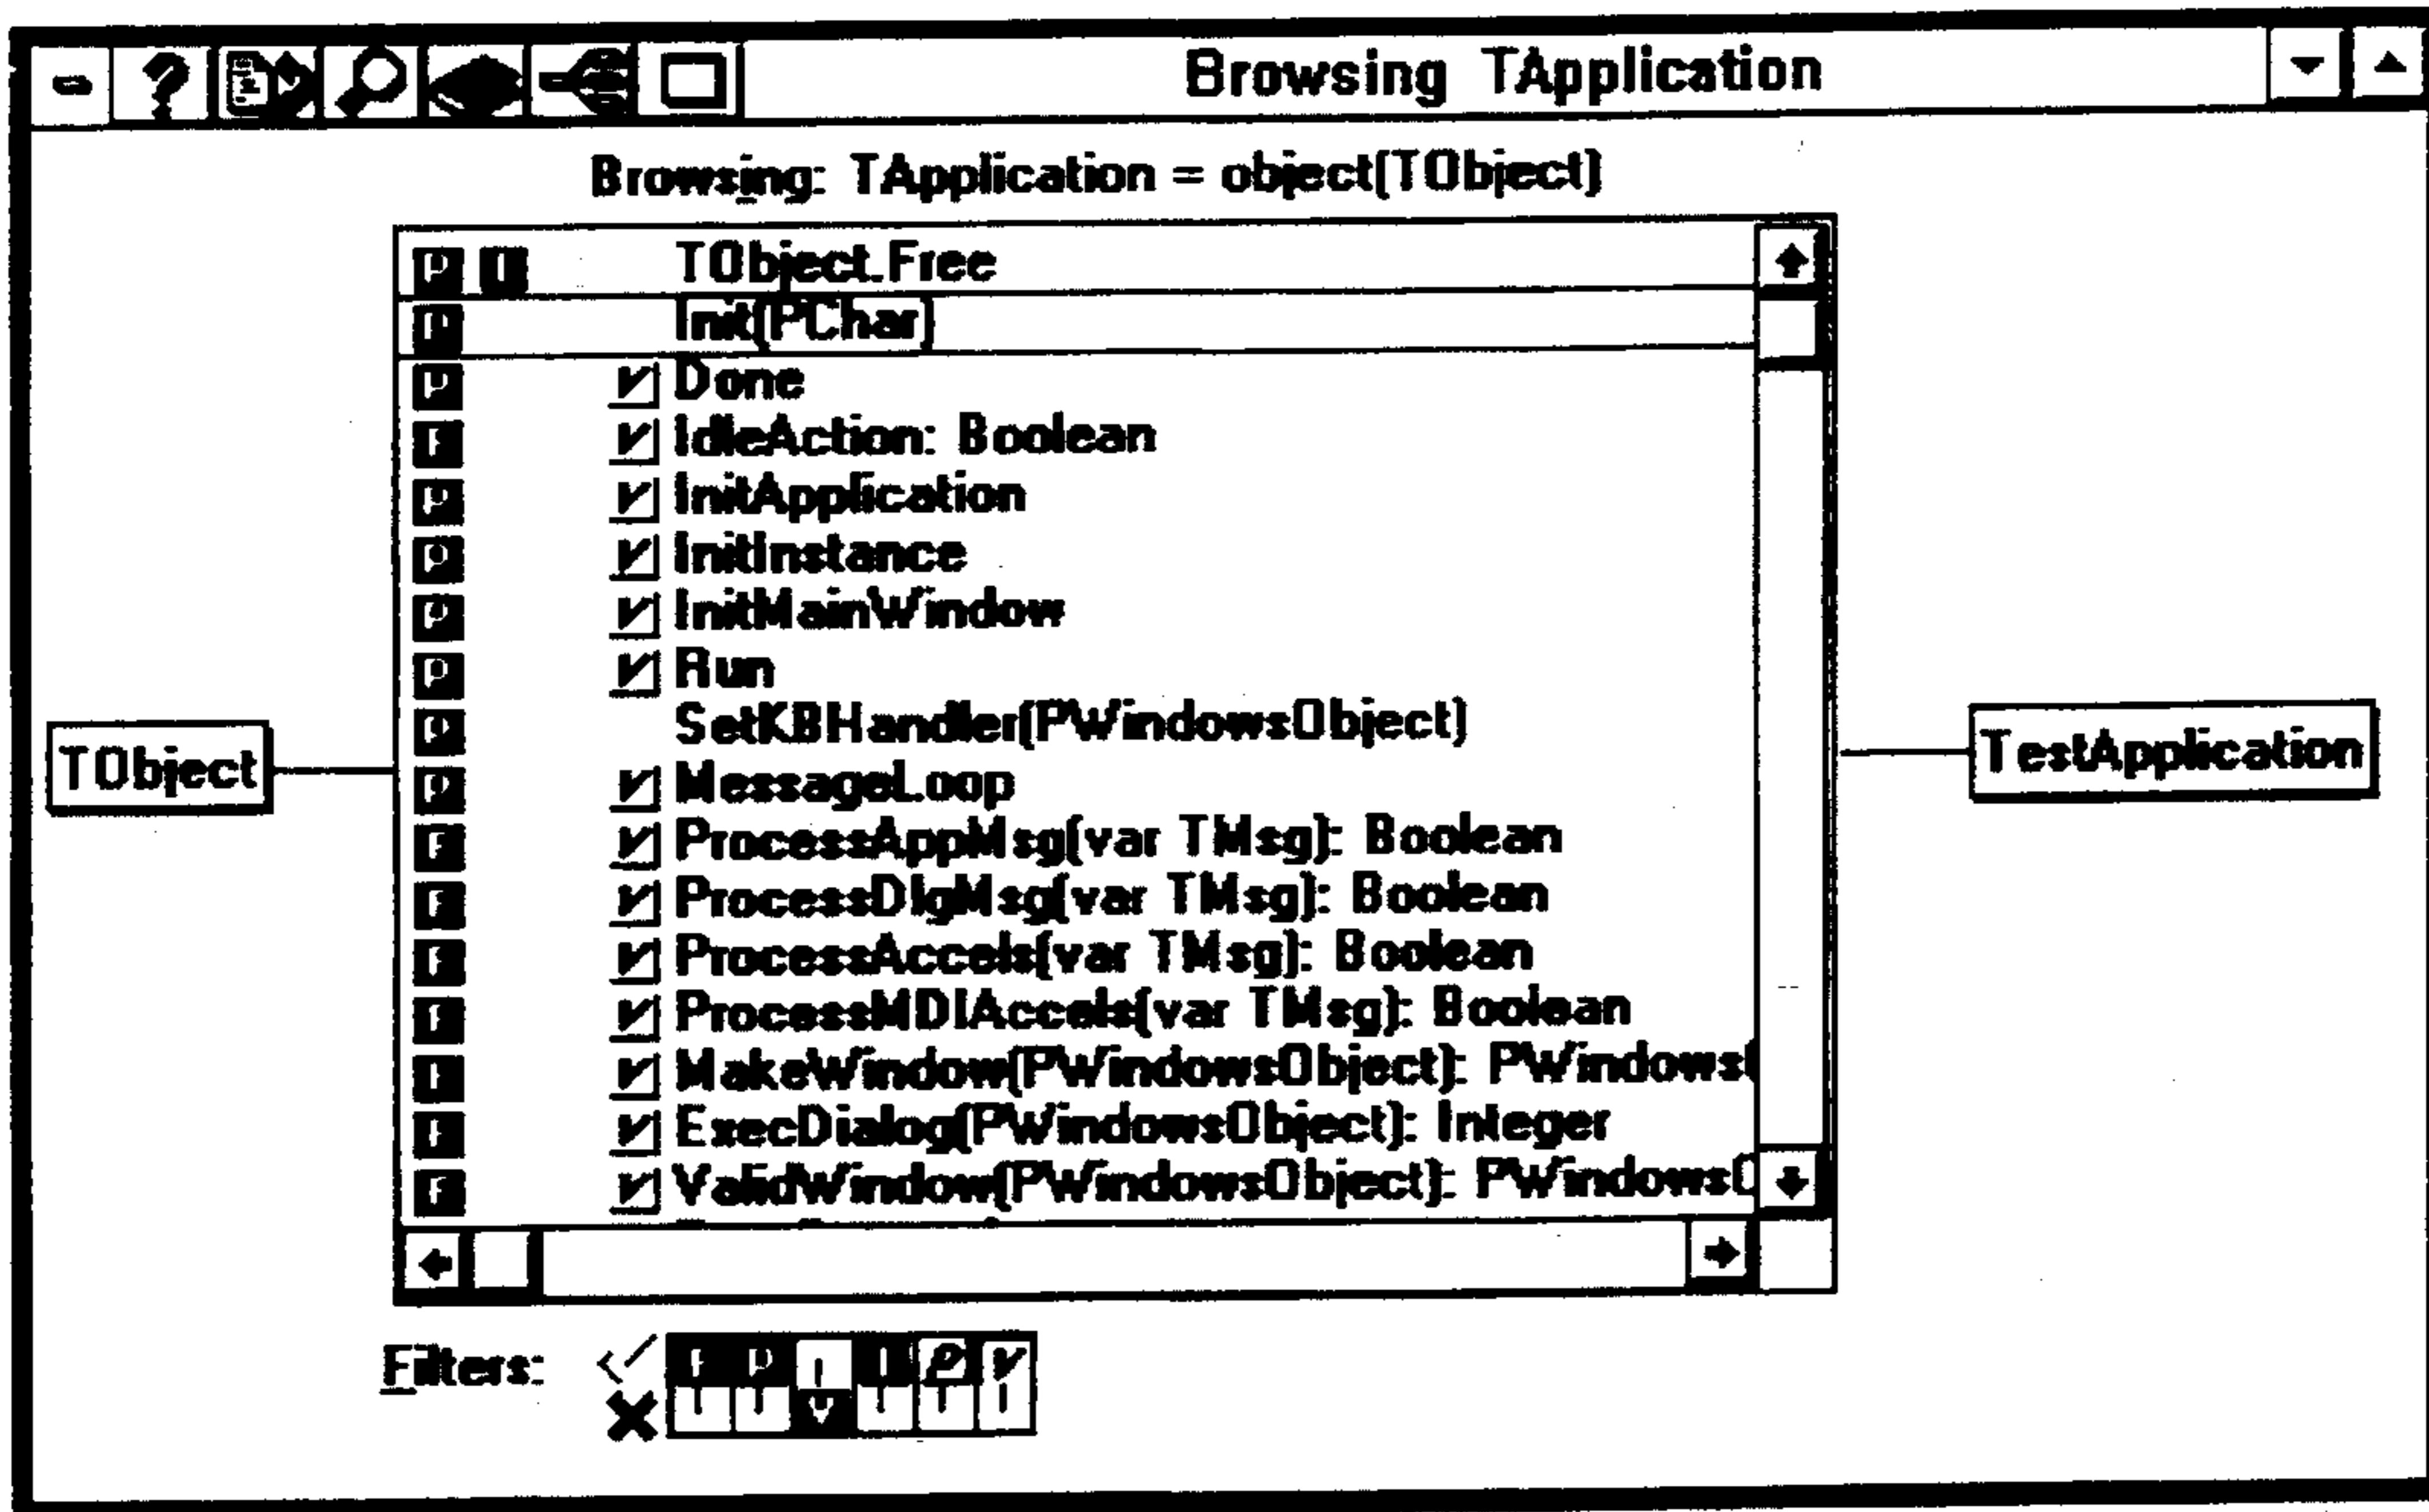 Browsing TApplication
Browsing: TApplication = object(TObject)
P TObject.Free
P Init(PChar)
P Done
F IdleAction: Boolean
P InitApplication
P InitInstance
P InitMainWindow
P Run
P SetKBHandler(PWindowsObject)
P MessageLoop
F ProcessAppMsg(var TMsg): Boolean
F ProcessDlgMsg(var TMsg): Boolean
F ProcessAccels(var TMsg): Boolean
F ProcessMDIAccels(var TMsg): Boolean
F MakeWindow(PWindowsObject): PWindows
F ExecDialog(PWindowsObject): Integer
F ValidWindow(PWindowsObject): PWindowsO
TObject
TestApplication
Filters: